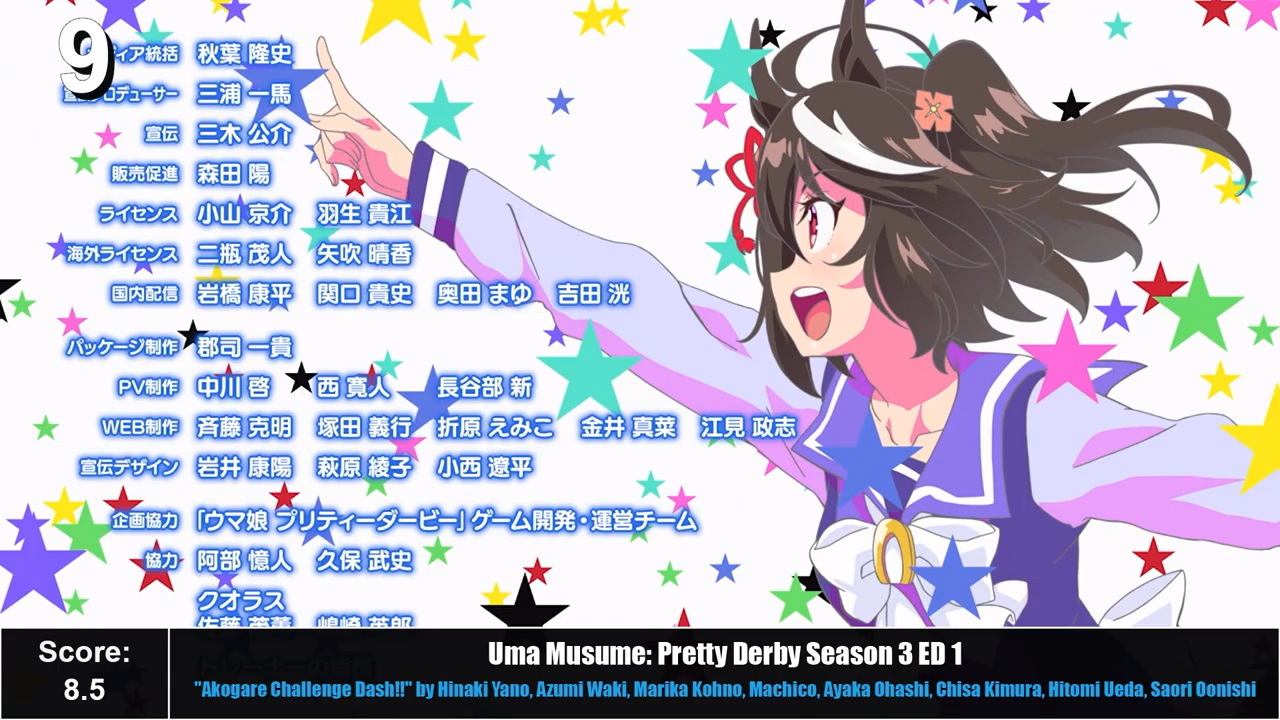 9
ディア統括 秋葉 隆史
宣伝プロデューサー 三浦 一馬
宣伝 三木 公介
販売促進 森田 陽
ライセンス 小山 京介 羽生 貴江
海外ライセンス 二瓶 茂人 矢吹 晴香
国内配信 岩橋 康平 関口 貴史 奥田 まゆ 吉田 洸
パッケージ制作 郡司 一貴
PV制作 中川 啓 西 寛人 長谷部 新
WEB制作 斉藤 克明 塚田 義行 折原 えみこ 金井 真菜 江見 政志
宣伝デザイン 岩井 康陽 萩原 綾子 小西 遼平
企画協力 「ウマ娘 プリティーダービー」ゲーム開発・運営チーム
協力 阿部 憶人 久保 武史
クオラス
Score:
8.5
Uma Musume: Pretty Derby Season 3 ED 1
"Akogare Challenge Dash!!" by Hinaki Yano, Azumi Waki, Marika Kohno, Machico, Ayaka Ohashi, Chisa Kimura, Hitomi Ueda, Saori Oonishi